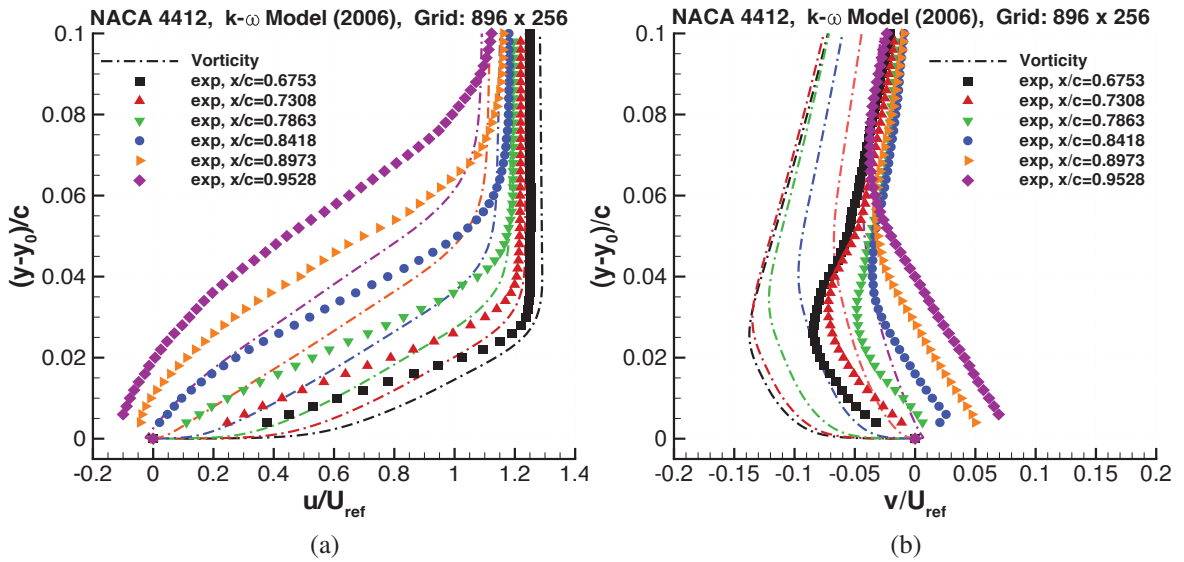 NACA 4412, k-ω Model (2006), Grid: 896 x 256
0.1
0.08
0.06
0.04
0.02
0
(y-y₀)/c
Vorticity
exp, x/c=0.6753
exp, x/c=0.7308
exp, x/c=0.7863
exp, x/c=0.8418
exp, x/c=0.8973
exp, x/c=0.9528
-0.2 0 0.2 0.4 0.6 0.8 1 1.2 1.4
u/U_ref
(a)
NACA 4412, k-ω Model (2006), Grid: 896 x 256
0.1
0.08
0.06
0.04
0.02
0
(y-y₀)/c
Vorticity
exp, x/c=0.6753
exp, x/c=0.7308
exp, x/c=0.7863
exp, x/c=0.8418
exp, x/c=0.8973
exp, x/c=0.9528
-0.2 -0.15 -0.1 -0.05 0 0.05 0.1 0.15 0.2
v/U_ref
(b)